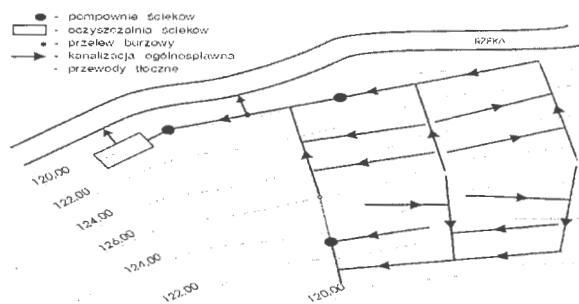 - pompownie ścieków
- oczyszczalnia ścieków
- przelew burzowy
- kanalizacja ogólnospławna
- przewody tłoczne
RZEKA
120,00
122,00
124,00
126,00
124,00
122,00
120,00